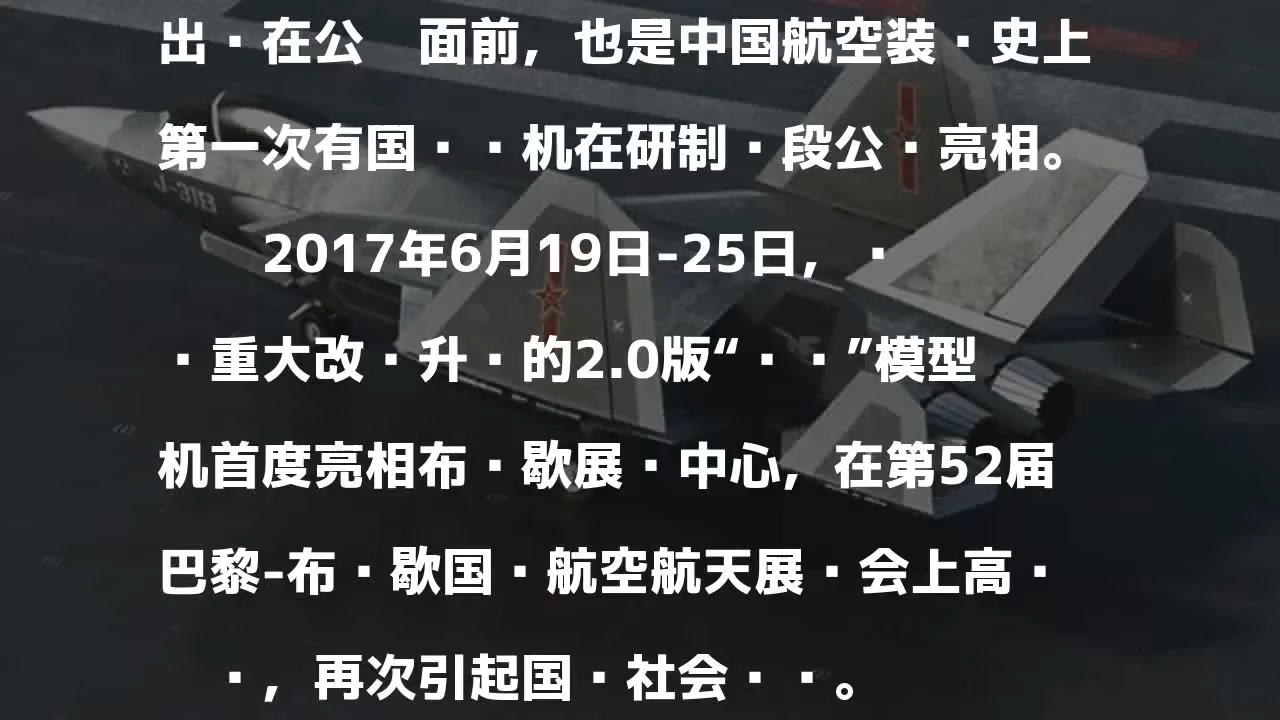 出·在公　面前，也是中国航空装·史上
第一次有国··机在研制·段公·亮相。
2017年6月19日-25日，·
·重大改·升·的2.0版“··”模型
机首度亮相布·歇展·中心，在第52届
巴黎-布·歇国·航空航天展·会上高·
·，再次引起国·社会··。
J-31B